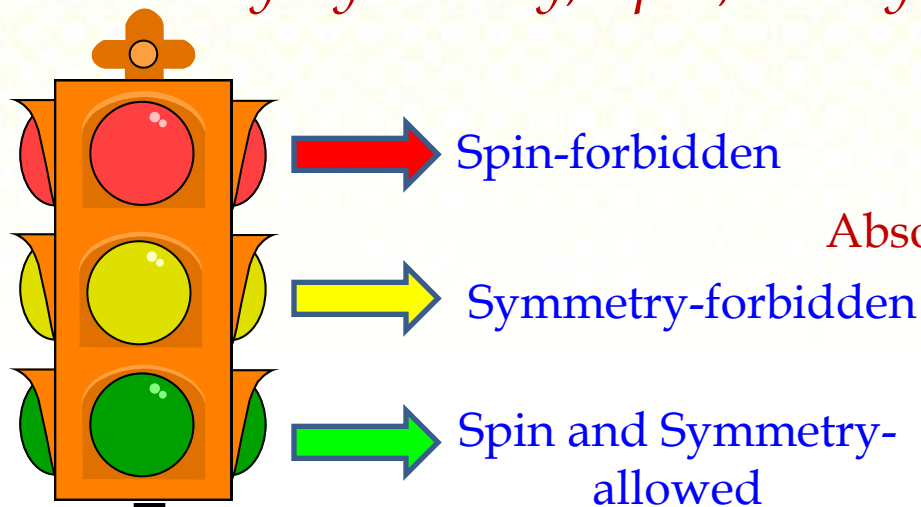 Spin-forbidden
Symmetry-forbidden
Spin and Symmetry-
allowed